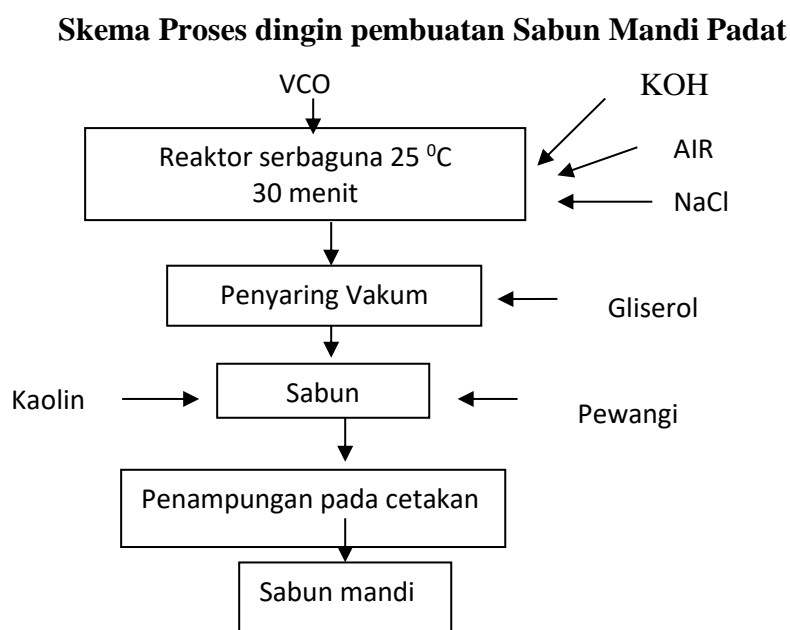 Skema Proses dingin pembuatan Sabun Mandi Padat
VCO
KOH
Reaktor serbaguna 25 ⁰C
30 menit
AIR
NaCl
Penyaring Vakum
Gliserol
Kaolin
Sabun
Pewangi
Penampungan pada cetakan
Sabun mandi